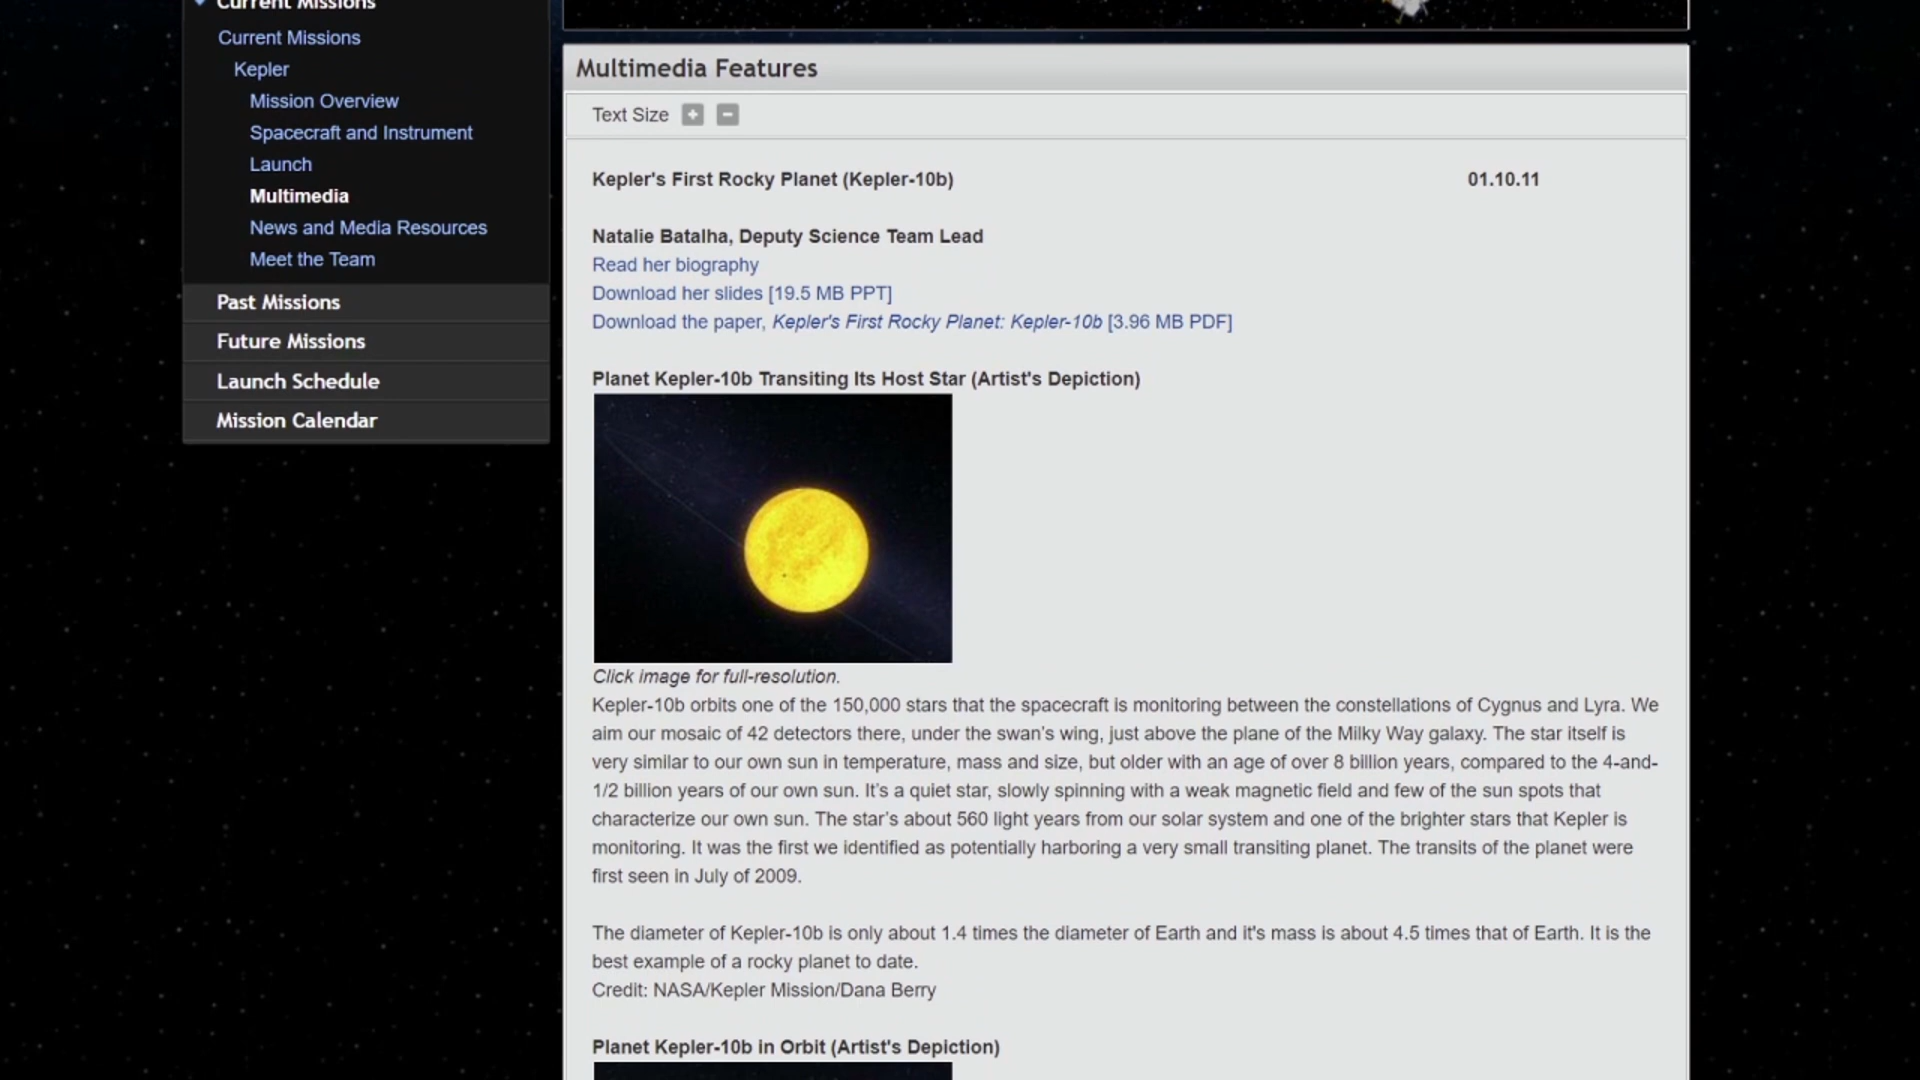 Current Missions
Current Missions
Kepler
Mission Overview
Spacecraft and Instrument
Launch
Multimedia
News and Media Resources
Meet the Team
Past Missions
Future Missions
Launch Schedule
Mission Calendar
Multimedia Features
Text Size + -
Kepler's First Rocky Planet (Kepler-10b) 01.10.11
Natalie Batalha, Deputy Science Team Lead
Read her biography
Download her slides [19.5 MB PPT]
Download the paper, Kepler's First Rocky Planet: Kepler-10b [3.96 MB PDF]
Planet Kepler-10b Transiting Its Host Star (Artist's Depiction)
Click image for full-resolution.
Kepler-10b orbits one of the 150,000 stars that the spacecraft is monitoring between the constellations of Cygnus and Lyra. We
aim our mosaic of 42 detectors there, under the swan’s wing, just above the plane of the Milky Way galaxy. The star itself is
very similar to our own sun in temperature, mass and size, but older with an age of over 8 billion years, compared to the 4-and-
1/2 billion years of our own sun. It’s a quiet star, slowly spinning with a weak magnetic field and few of the sun spots that
characterize our own sun. The star’s about 560 light years from our solar system and one of the brighter stars that Kepler is
monitoring. It was the first we identified as potentially harboring a very small transiting planet. The transits of the planet were
first seen in July of 2009.
The diameter of Kepler-10b is only about 1.4 times the diameter of Earth and it's mass is about 4.5 times that of Earth. It is the
best example of a rocky planet to date.
Credit: NASA/Kepler Mission/Dana Berry
Planet Kepler-10b in Orbit (Artist's Depiction)